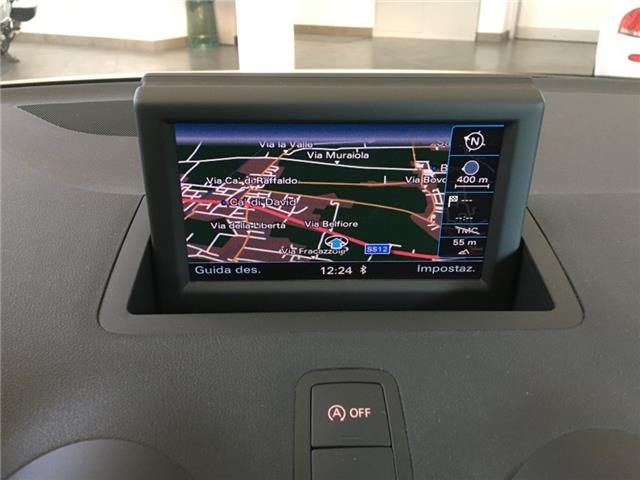 Via la Valle
Via Muraiola
N
Via Ca' di Raffaldo
Via Bovo
400 m
Ca' di David
---
Via della Libertà
Via Belfiore
--:--
TMC
Via Fracazzole
SS12
55 m
Guida des.
12:24
Impostaz.
A OFF